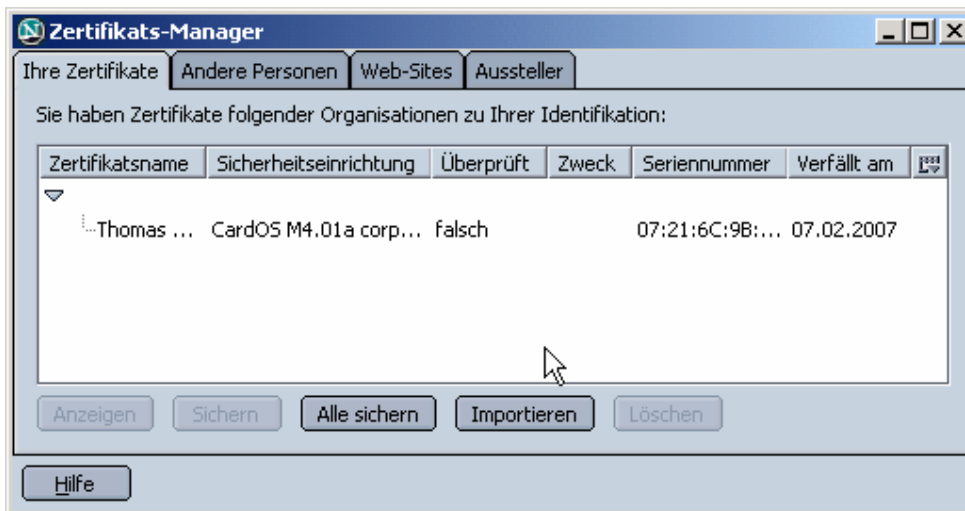 Zertifikats-Manager
Ihre Zertifikate Andere Personen Web-Sites Aussteller
Sie haben Zertifikate folgender Organisationen zu Ihrer Identifikation:
Zertifikatsname Sicherheitseinrichtung Überprüft Zweck Seriennummer Verfällt am
Thomas ... CardOS M4.01a corp... falsch 07:21:6C:9B:... 07.02.2007
Anzeigen Sichern Alle sichern Importieren Löschen
Hilfe